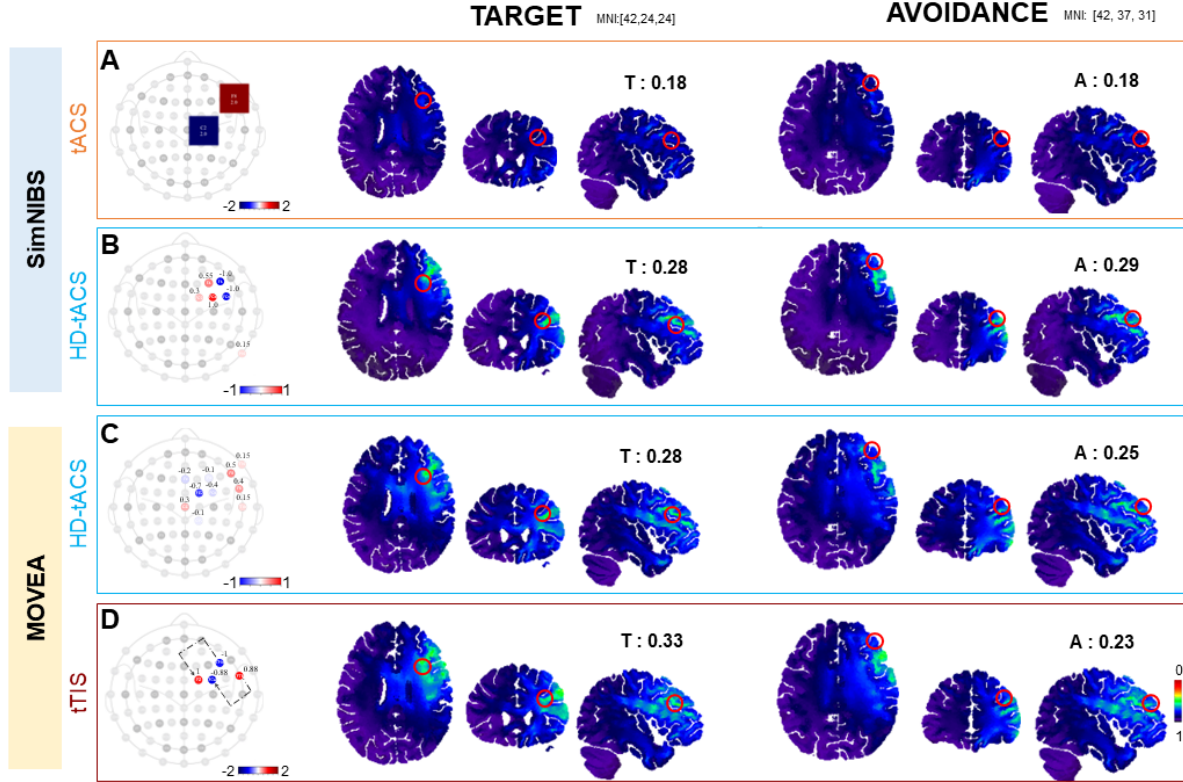 TARGET MNI:[42,24,24] AVOIDANCE MNI: [42, 37, 31]
SimNIBS
tACS
A
T : 0.18
A : 0.18
-2 2
HD-tACS
B
0.55 -1.0
0.3 -1.0
1.0
0.15
T : 0.28
A : 0.29
-1 1
MOVEA
HD-tACS
C
0.15
-0.2 -0.1 0.5
-0.7 -0.4 0.4
0.3 0.15
-0.1
T : 0.28
A : 0.25
-1 1
tTIS
D
-1
1 -0.88 0.88
T : 0.33
A : 0.23
-2 2
0
1